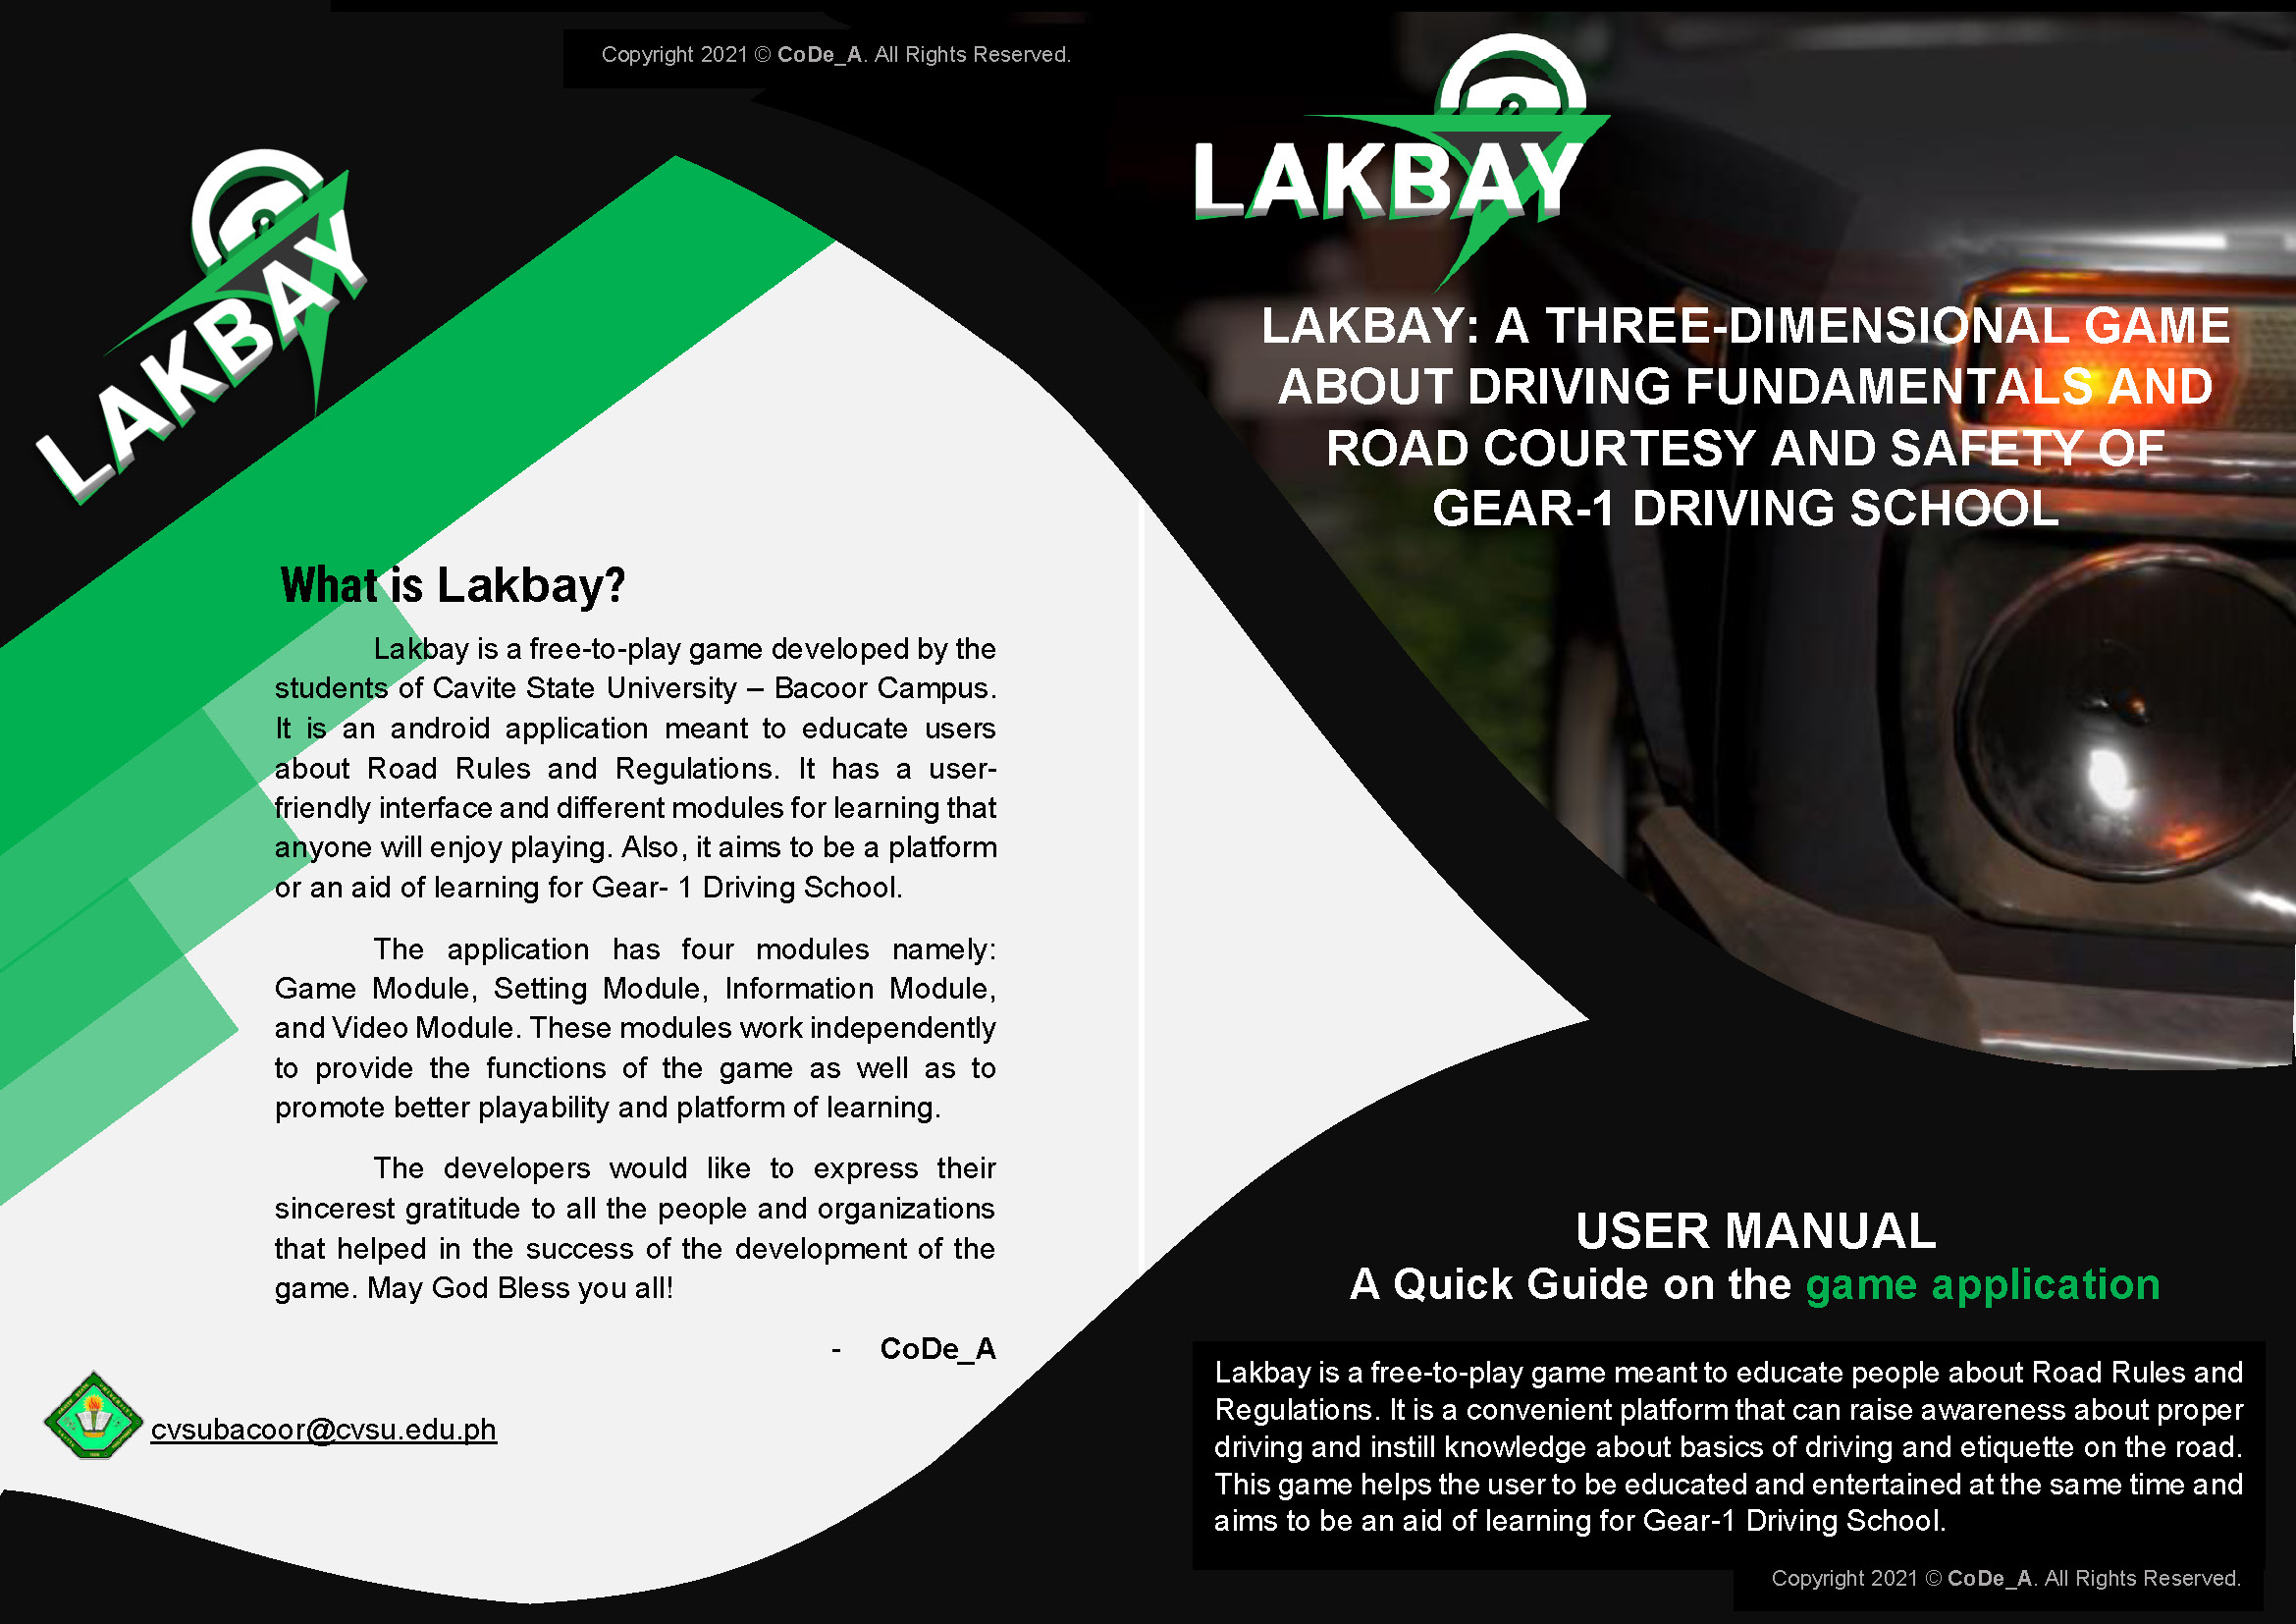 Copyright 2021 © CoDe_A. All Rights Reserved.
LAKBAY
What is Lakbay?
Lakbay is a free-to-play game developed by the
students of Cavite State University – Bacoor Campus.
It is an android application meant to educate users
about Road Rules and Regulations. It has a user-
friendly interface and different modules for learning that
anyone will enjoy playing. Also, it aims to be a platform
or an aid of learning for Gear- 1 Driving School.
The application has four modules namely:
Game Module, Setting Module, Information Module,
and Video Module. These modules work independently
to provide the functions of the game as well as to
promote better playability and platform of learning.
The developers would like to express their
sincerest gratitude to all the people and organizations
that helped in the success of the development of the
game. May God Bless you all!
- CoDe_A
cvsubacoor@cvsu.edu.ph
LAKBAY
LAKBAY: A THREE-DIMENSIONAL GAME
ABOUT DRIVING FUNDAMENTALS AND
ROAD COURTESY AND SAFETY OF
GEAR-1 DRIVING SCHOOL
USER MANUAL
A Quick Guide on the game application
Lakbay is a free-to-play game meant to educate people about Road Rules and
Regulations. It is a convenient platform that can raise awareness about proper
driving and instill knowledge about basics of driving and etiquette on the road.
This game helps the user to be educated and entertained at the same time and
aims to be an aid of learning for Gear-1 Driving School.
Copyright 2021 © CoDe_A. All Rights Reserved.